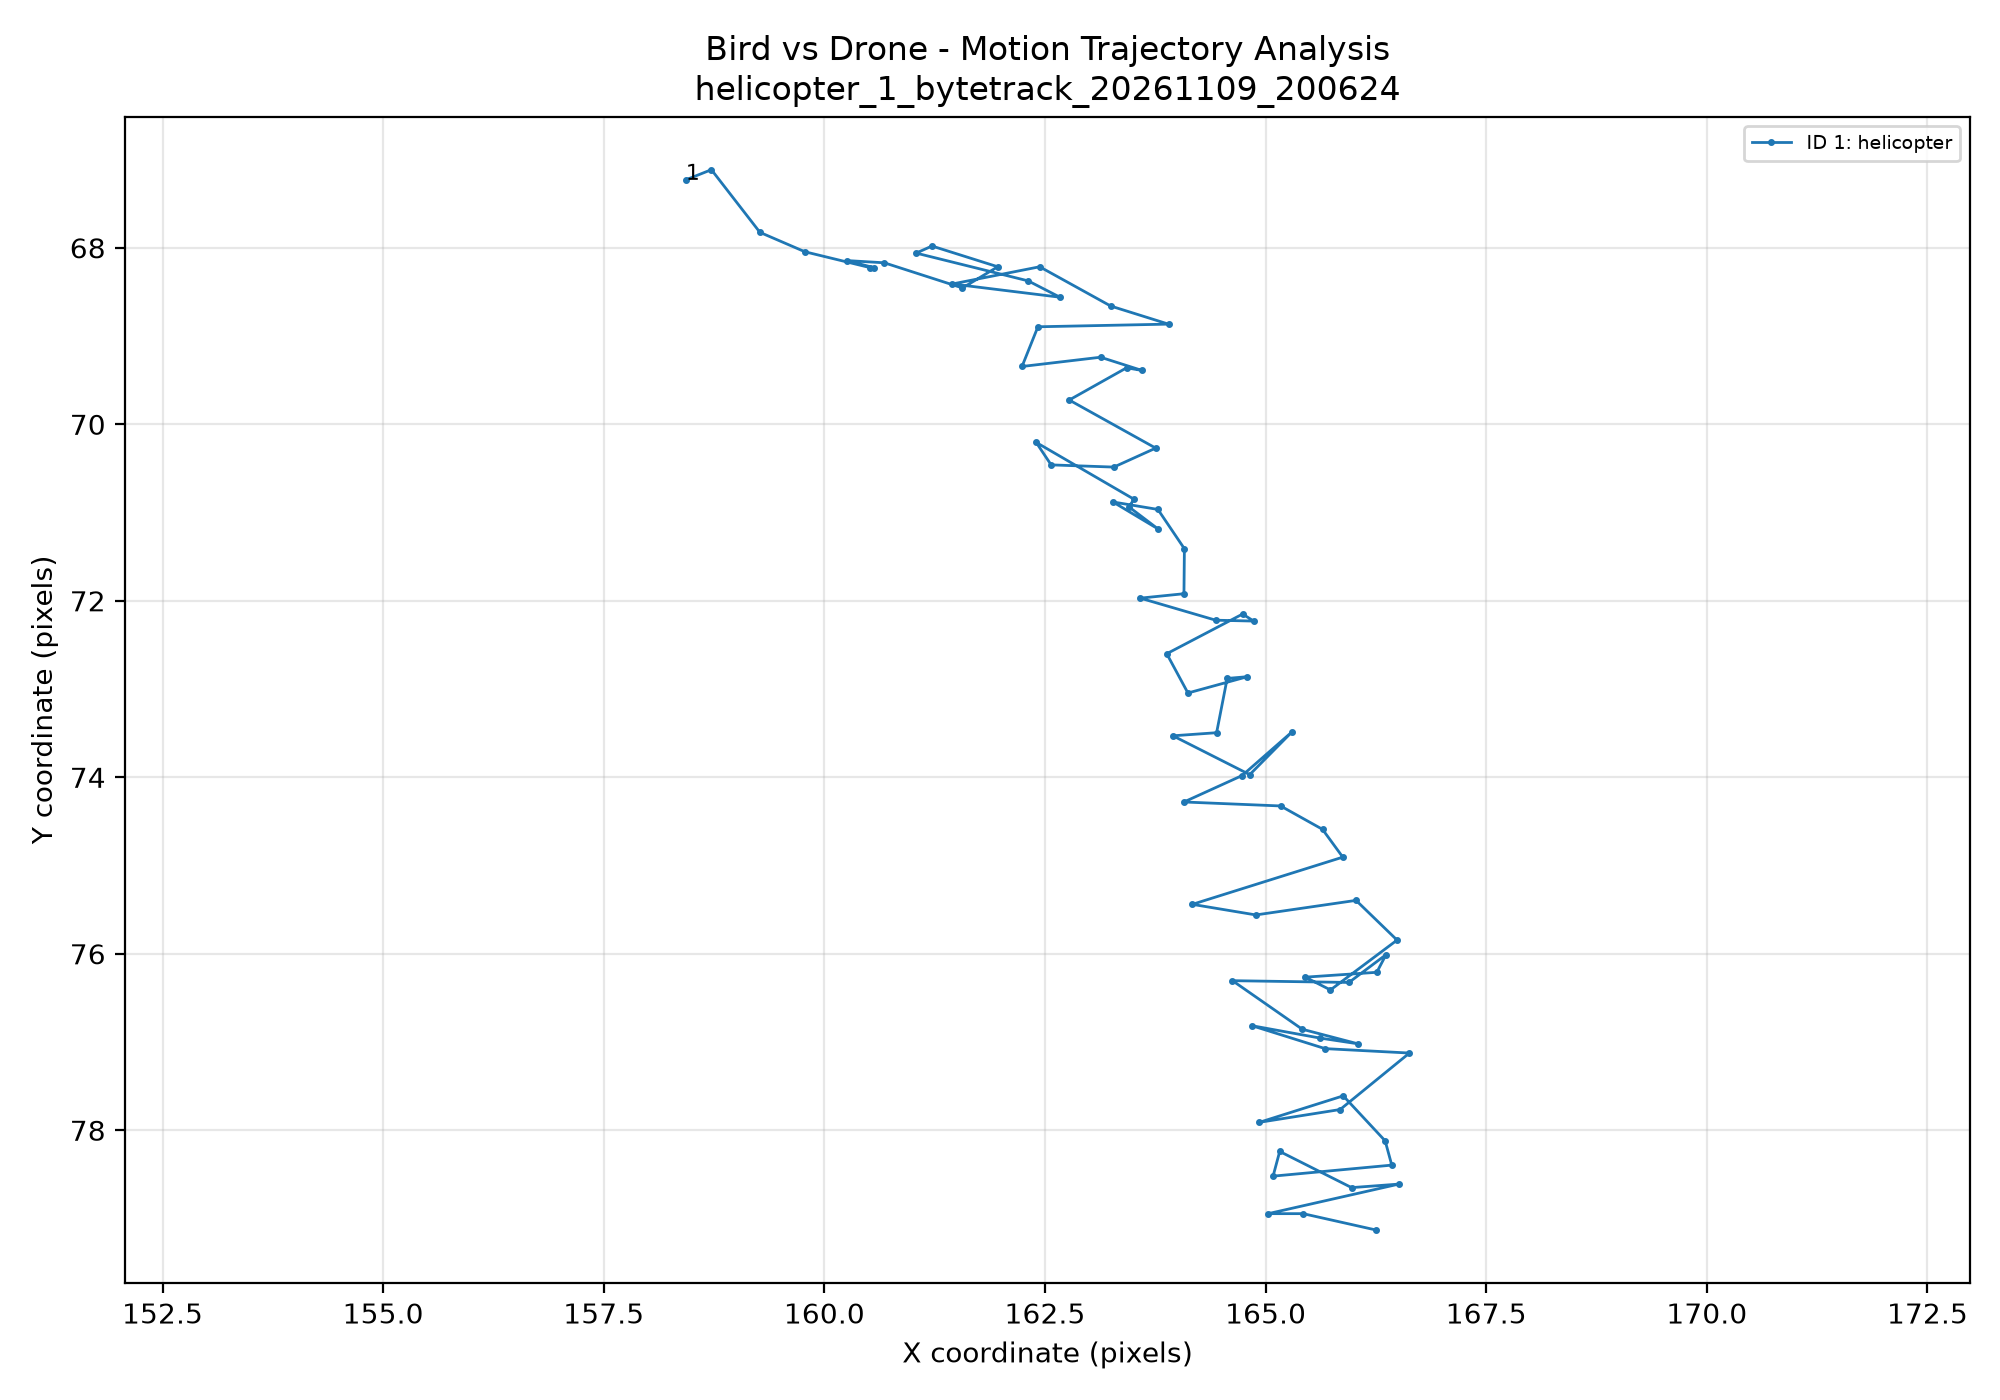 Bird vs Drone - Motion Trajectory Analysis
helicopter_1_bytetrack_20261109_200624
ID 1: helicopter
1
68
70
72
74
76
78
Y coordinate (pixels)
152.5 155.0 157.5 160.0 162.5 165.0 167.5 170.0 172.5
X coordinate (pixels)